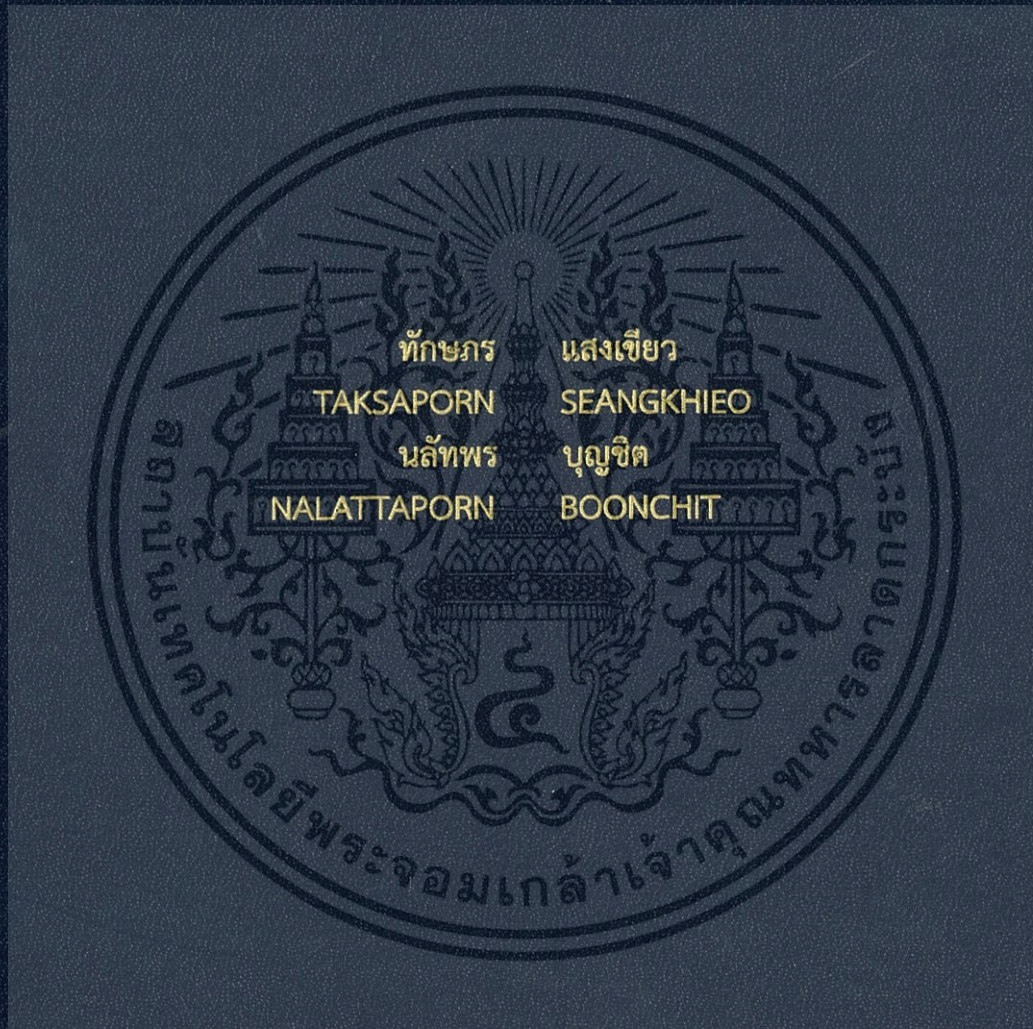 ทักษภร แสงเขียว
TAKSAPORN SEANGKHIEO
นลัทพร บุญชิต
NALATTAPORN BOONCHIT
๔
สถาบันเทคโนโลยีพระจอมเกล้าเจ้าคุณทหารลาดกระบัง